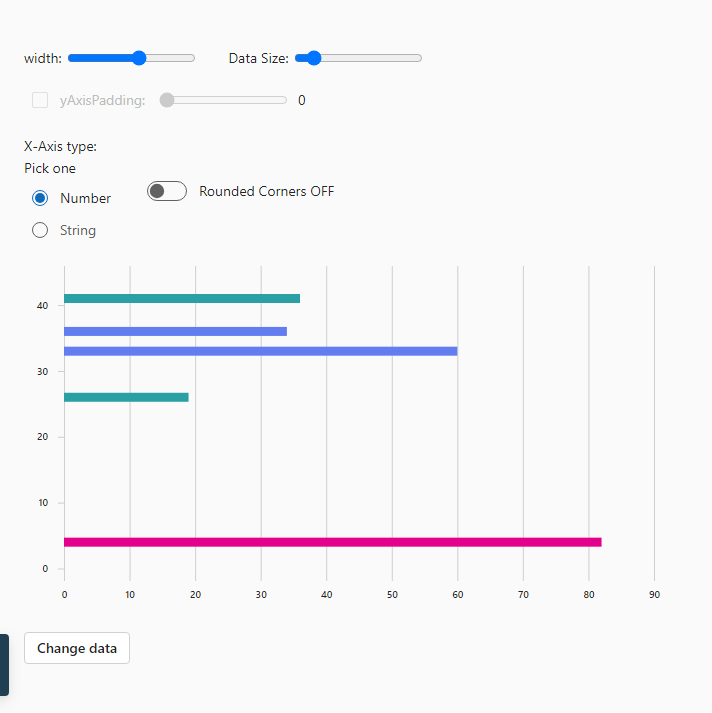 width: Data Size:
yAxisPadding: 0
X-Axis type:
Pick one
Number Rounded Corners OFF
String
40
30
20
10
0
0 10 20 30 40 50 60 70 80 90
Change data